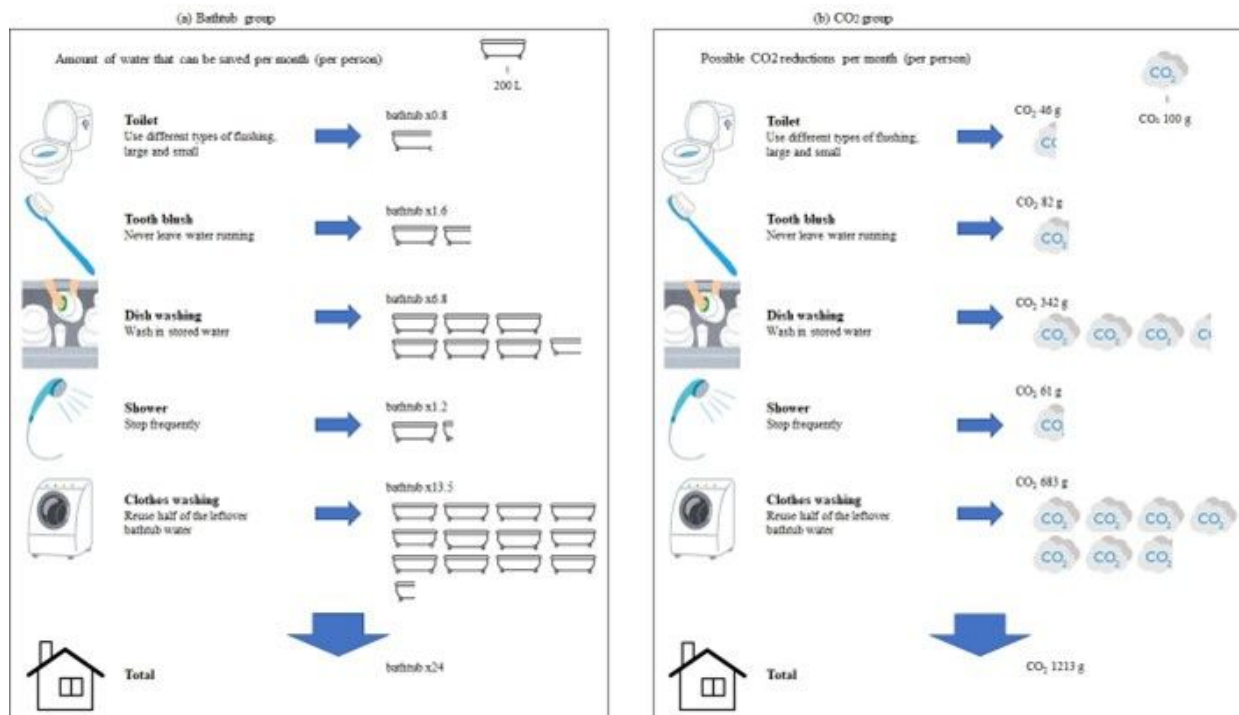 (a) Bathtub group
Amount of water that can be saved per month (per person)
200 L
Toilet
Use different types of flushing,
large and small
bathtub x0.8
Tooth blush
Never leave water running
bathtub x1.6
Dish washing
Wash in stored water
bathtub x6.8
Shower
Stop frequently
bathtub x1.2
Clothes washing
Reuse half of the leftover
bathtub water
bathtub x13.5
Total
bathtub x24
(b) CO2 group
Possible CO2 reductions per month (per person)
CO2
CO2 100 g
Toilet
Use different types of flushing,
large and small
CO2 46 g
C
Tooth blush
Never leave water running
CO2 82 g
CO2
Dish washing
Wash in stored water
CO2 342 g
CO2 CO2 CO2 C
Shower
Stop frequently
CO2 61 g
CO
Clothes washing
Reuse half of the leftover
bathtub water
CO2 683 g
CO2 CO2 CO2 CO2
CO2 CO2 CO2
Total
CO2 1213 g